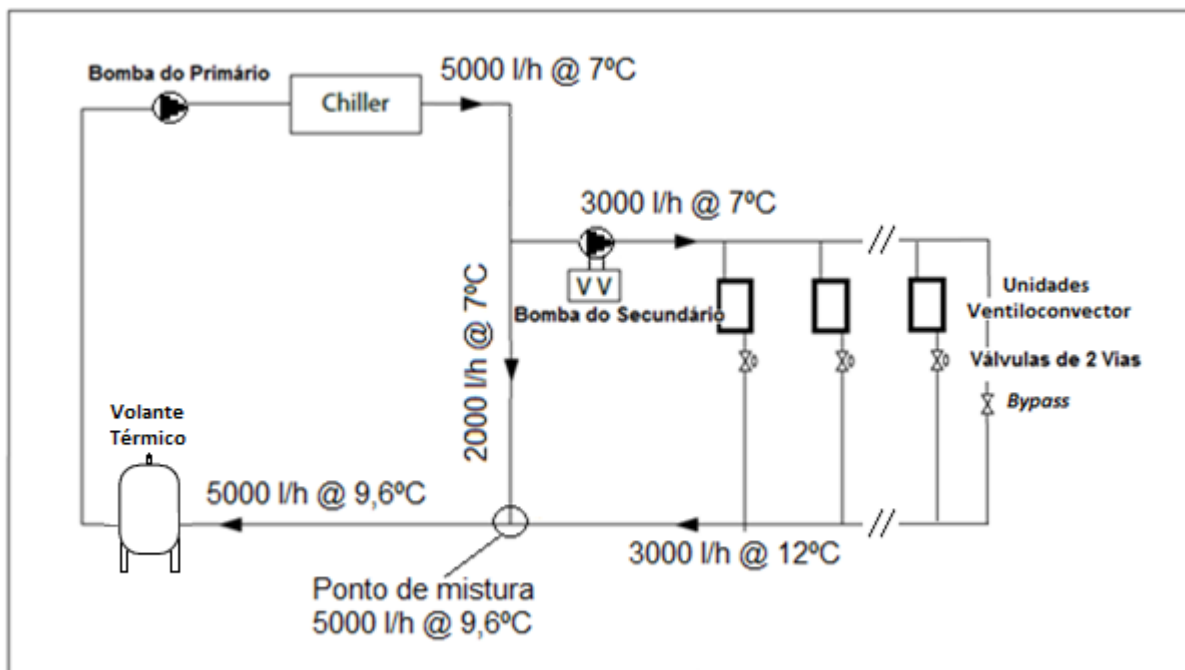 5000 l/h @ 7ºC
Bomba do Primário
Chiller
3000 l/h @ 7ºC
V V
Bomba do Secundário
2000 l/h @ 7ºC
Unidades
Ventiloconvector
Válvulas de 2 Vias
Bypass
Volante
Térmico
5000 l/h @ 9,6ºC
3000 l/h @ 12ºC
Ponto de mistura
5000 l/h @ 9,6ºC